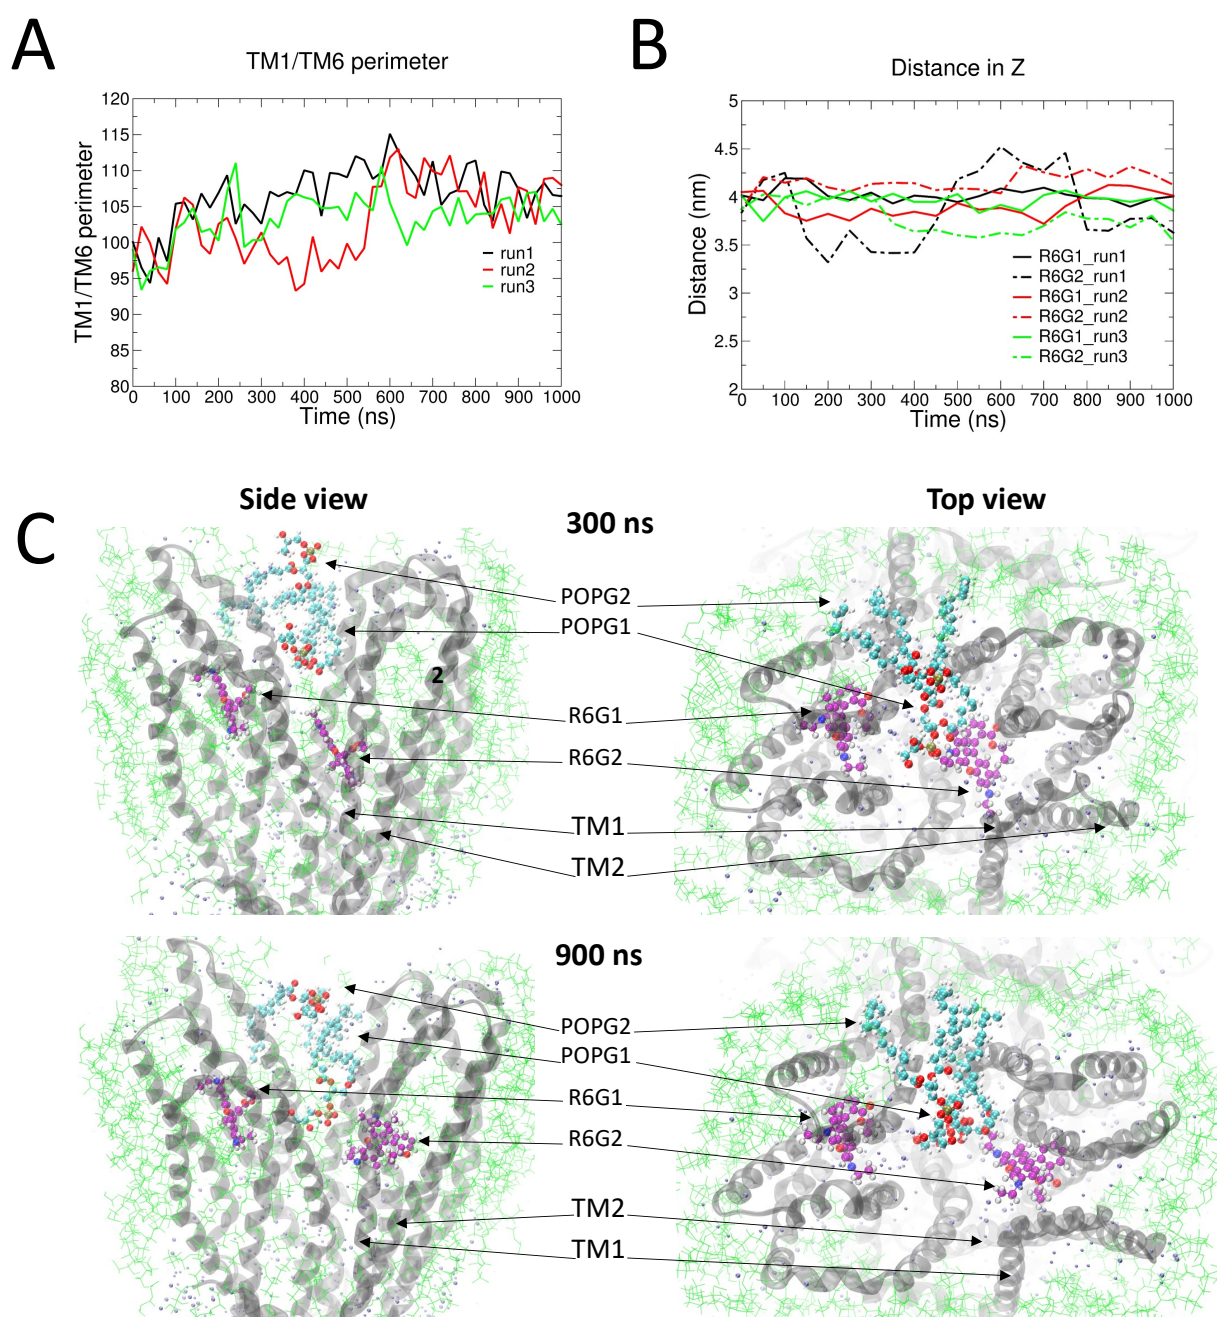 A
TM1/TM6 perimeter
TM1/TM6 perimeter
120
115
110
105
100
95
90
85
80
run1
run2
run3
0 100 200 300 400 500 600 700 800 900 1000
Time (ns)
B
Distance in Z
Distance (nm)
5
4.5
4
3.5
3
2.5
2
R6G1_run1
R6G2_run1
R6G1_run2
R6G2_run2
R6G1_run3
R6G2_run3
0 100 200 300 400 500 600 700 800 900 1000
Time (ns)
C
Side view
Top view
300 ns
POPG2
POPG1
2
R6G1
R6G2
TM1
TM2
900 ns
POPG2
POPG1
R6G1
R6G2
TM2
TM1